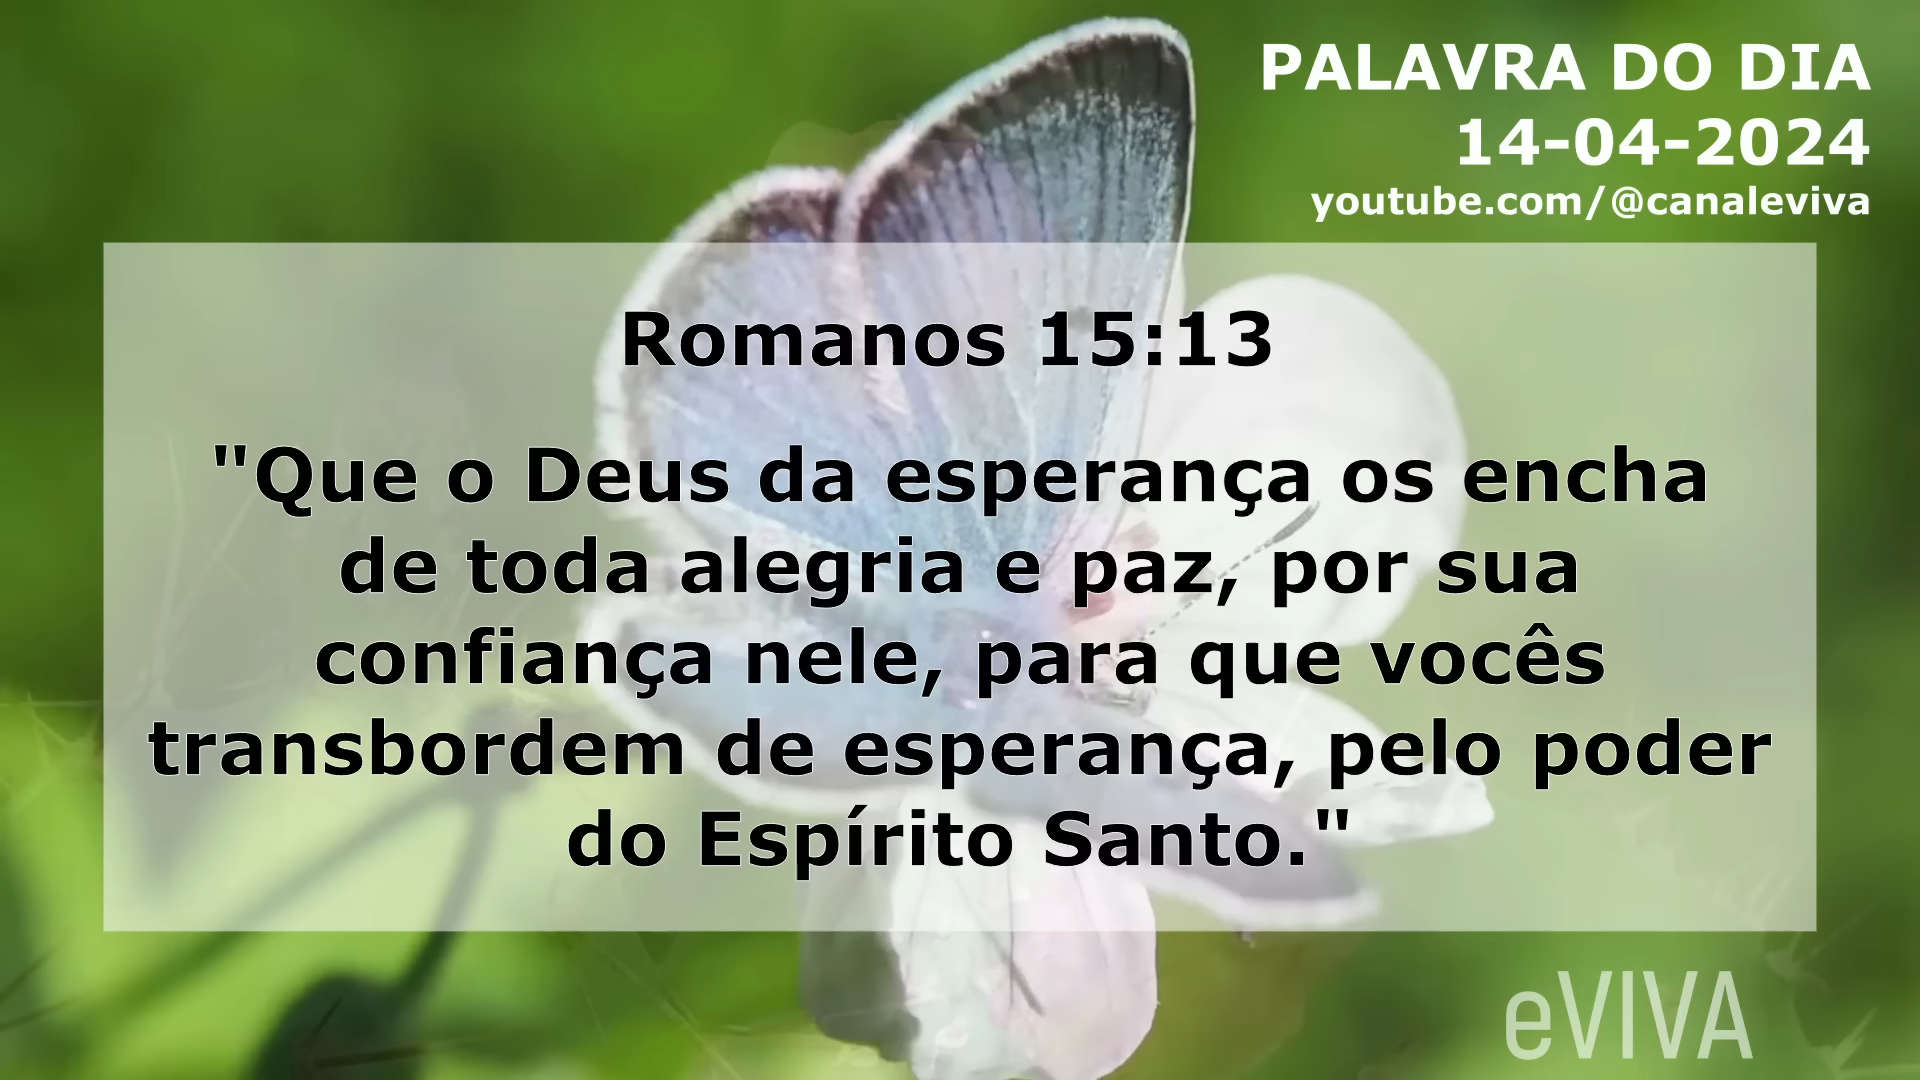 PALAVRA DO DIA
14-04-2024
youtube.com/@canaleviva
Romanos 15:13
"Que o Deus da esperança os encha
de toda alegria e paz, por sua
confiança nele, para que vocês
transbordem de esperança, pelo poder
do Espírito Santo."
eVIVA